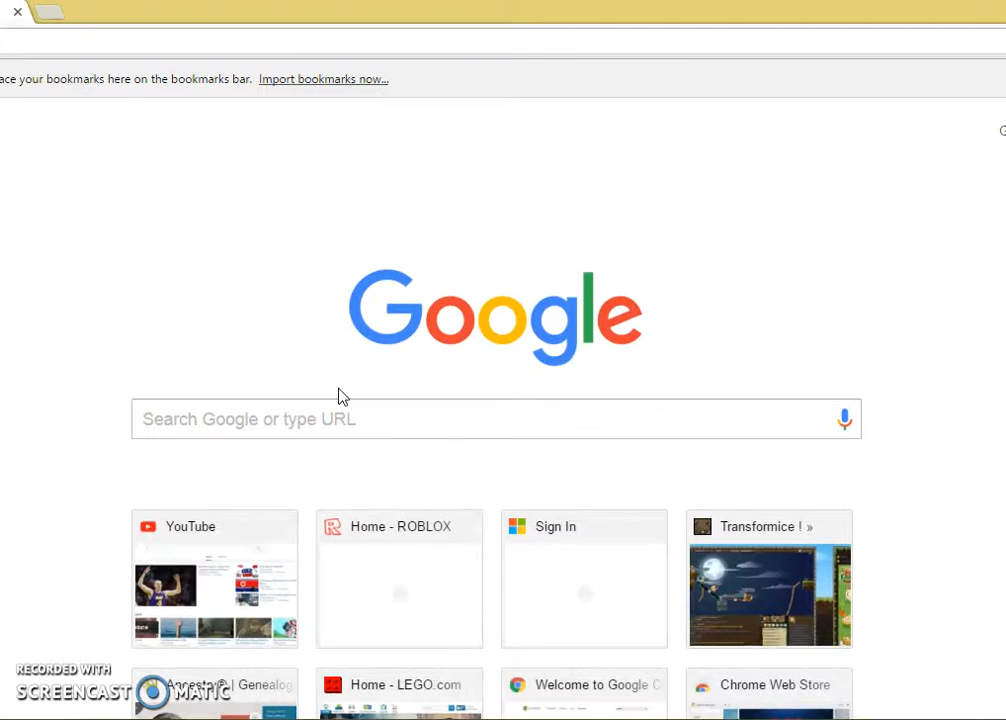 ace your bookmarks here on the bookmarks bar. Import bookmarks now...
G
Google
Search Google or type URL
YouTube
Home - ROBLOX
Sign In
Transformice ! »
Ancestry® | Genealog
Home - LEGO.com
Welcome to Google C
Chrome Web Store
RECORDED WITH
SCREENCAST MATIC